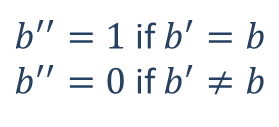 b′′ = 1 if b′ = b
b′′ = 0 if b′ ≠ b